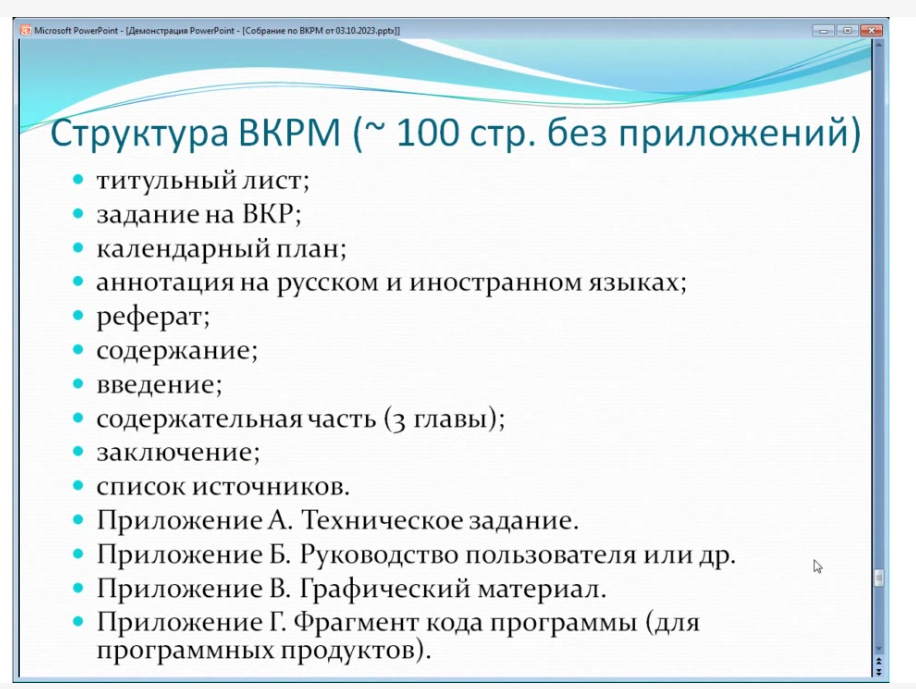 Microsoft PowerPoint - [Демонстрация PowerPoint - [Собрание по ВКРМ от 03.10.2023.pptx]]
Структура ВКРМ (~ 100 стр. без приложений)
титульный лист;
задание на ВКР;
календарный план;
аннотация на русском и иностранном языках;
реферат;
содержание;
введение;
содержательная часть (3 главы);
заключение;
список источников.
Приложение А. Техническое задание.
Приложение Б. Руководство пользователя или др.
Приложение В. Графический материал.
Приложение Г. Фрагмент кода программы (для
программных продуктов).